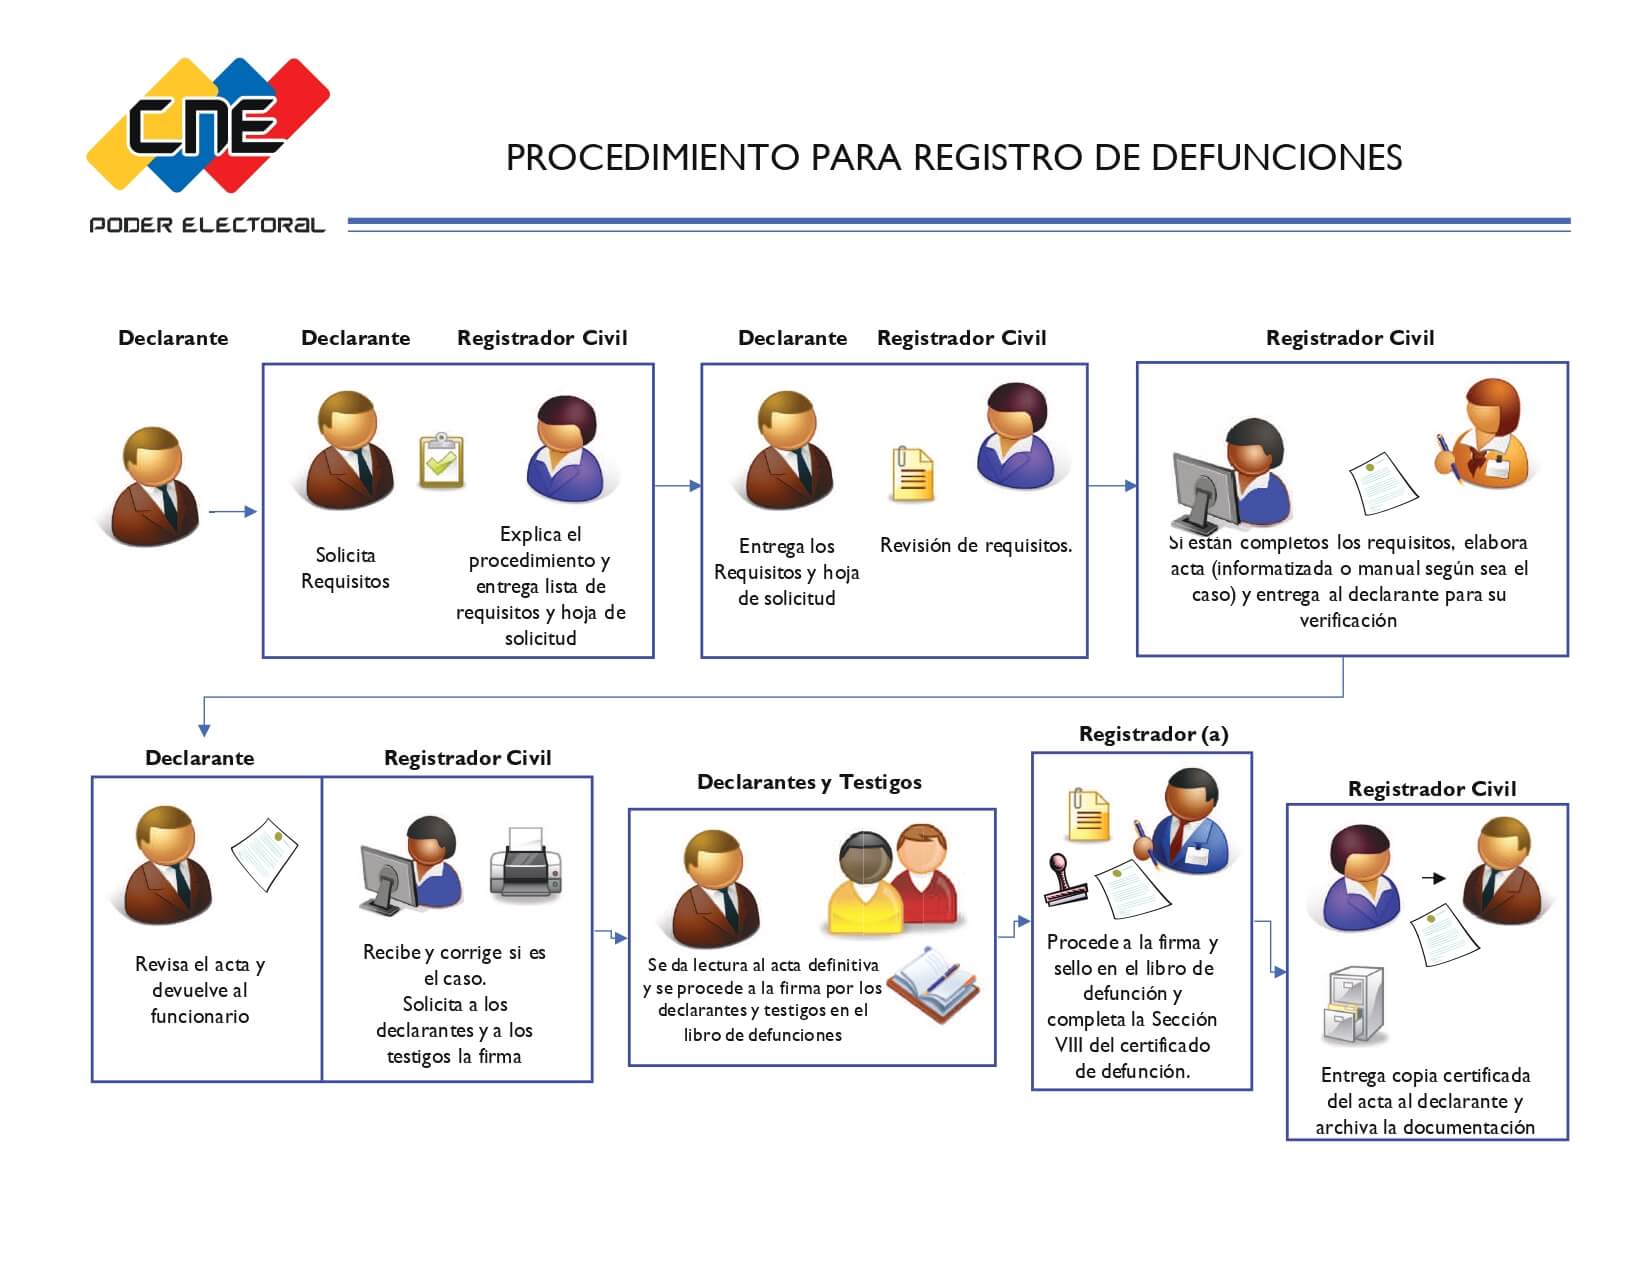 CNE
PODER ELECTORAL
PROCEDIMIENTO PARA REGISTRO DE DEFUNCIONES
Declarante
Declarante
Registrador Civil
Solicita
Requisitos
Explica el
procedimiento y
entrega lista de
requisitos y hoja de
solicitud
Declarante
Registrador Civil
Entrega los
Requisitos y hoja
de solicitud
Revisión de requisitos.
Registrador Civil
Si están completos los requisitos, elabora
acta (informatizada o manual según sea el
caso) y entrega al declarante para su
verificación
Declarante
Revisa el acta y
devuelve al
funcionario
Registrador Civil
Recibe y corrige si es
el caso.
Solicita a los
declarantes y a los
testigos la firma
Declarantes y Testigos
Se da lectura al acta definitiva
y se procede a la firma por los
declarantes y testigos en el
libro de defunciones
Registrador (a)
Procede a la firma y
sello en el libro de
defunción y
completa la Sección
VIII del certificado
de defunción.
Registrador Civil
Entrega copia certificada
del acta al declarante y
archiva la documentación